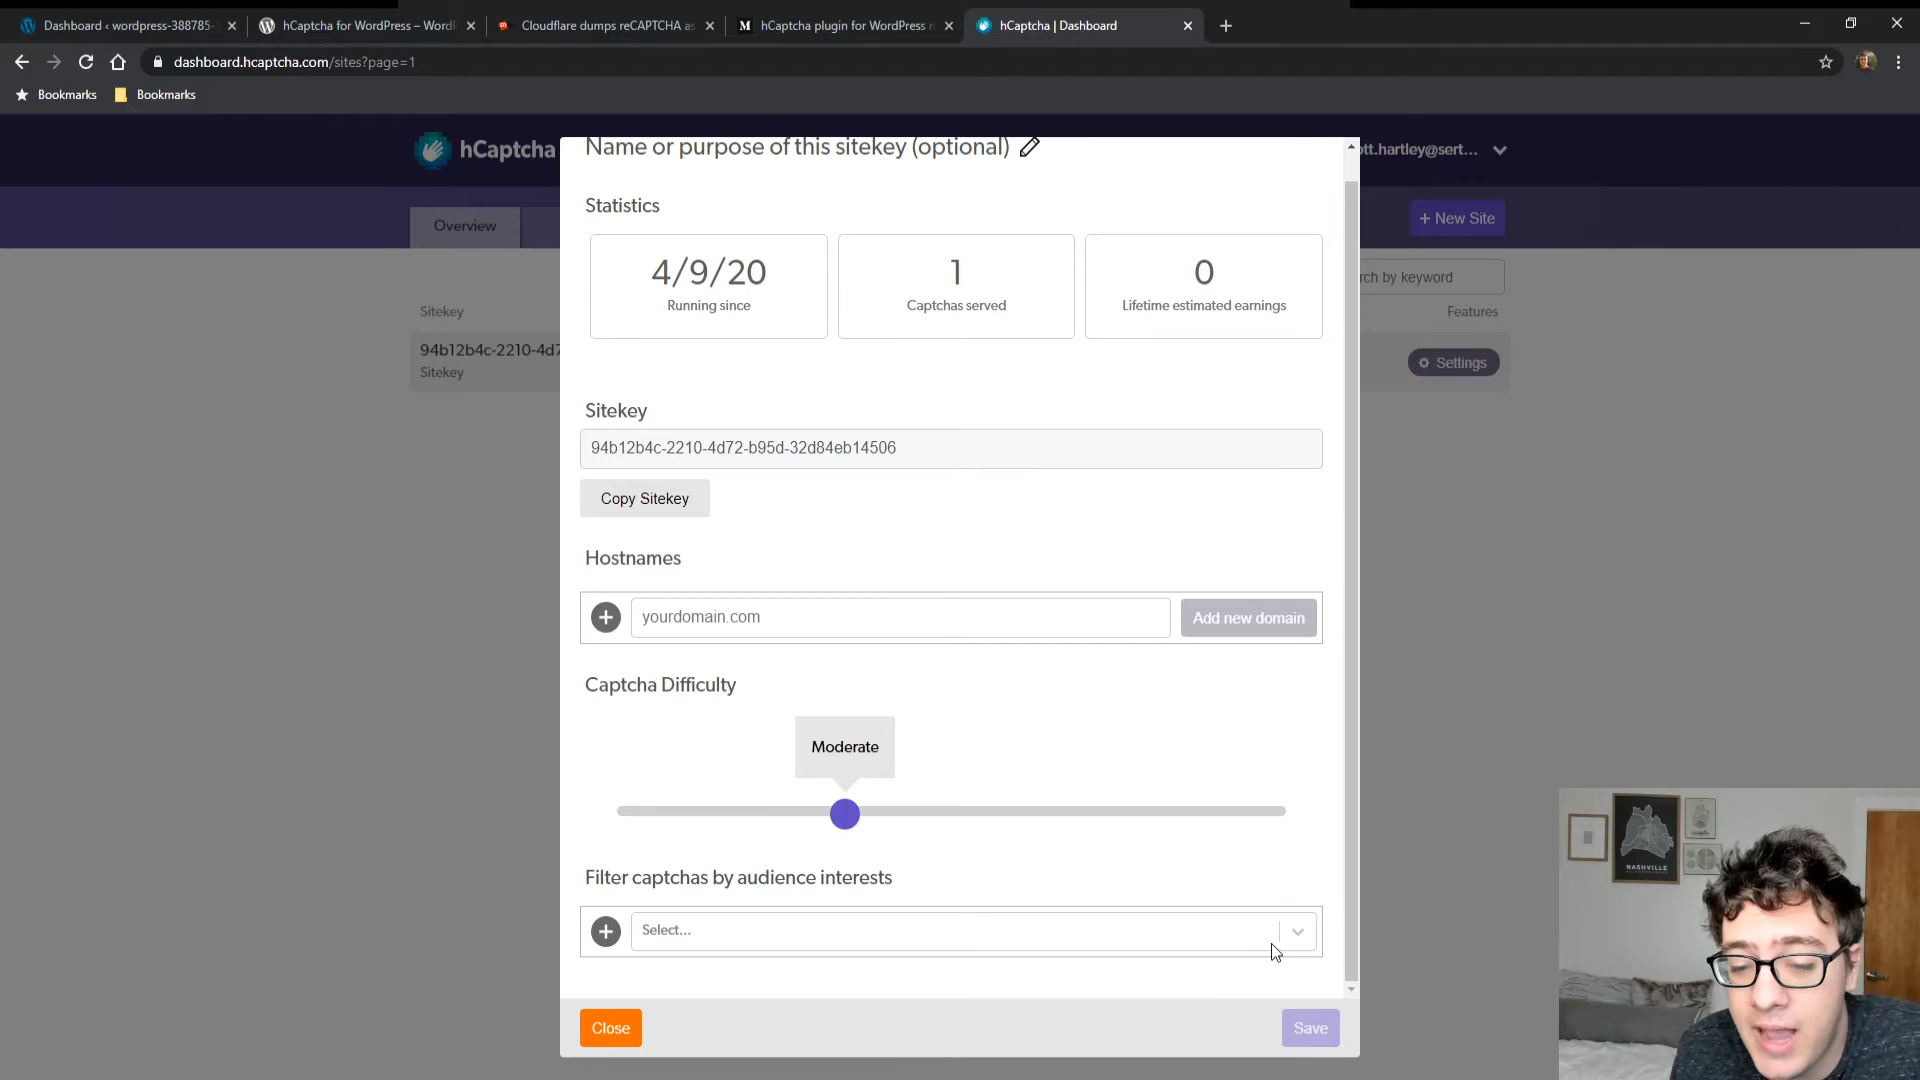 Dashboard ‹ wordpress-388785-
hCaptcha for WordPress – WordP
Cloudflare dumps reCAPTCHA as
hCaptcha plugin for WordPress n
hCaptcha | Dashboard
dashboard.hcaptcha.com/sites?page=1
Bookmarks
Bookmarks
hCaptcha
ott.hartley@sert...
Overview
+ New Site
rch by keyword
Sitekey
Features
94b12b4c-2210-4d7
Sitekey
Settings
Name or purpose of this sitekey (optional)
Statistics
4/9/20
Running since
1
Captchas served
0
Lifetime estimated earnings
Sitekey
94b12b4c-2210-4d72-b95d-32d84eb14506
Copy Sitekey
Hostnames
yourdomain.com
Add new domain
Captcha Difficulty
Moderate
Filter captchas by audience interests
Select...
Close
Save
NASHVILLE